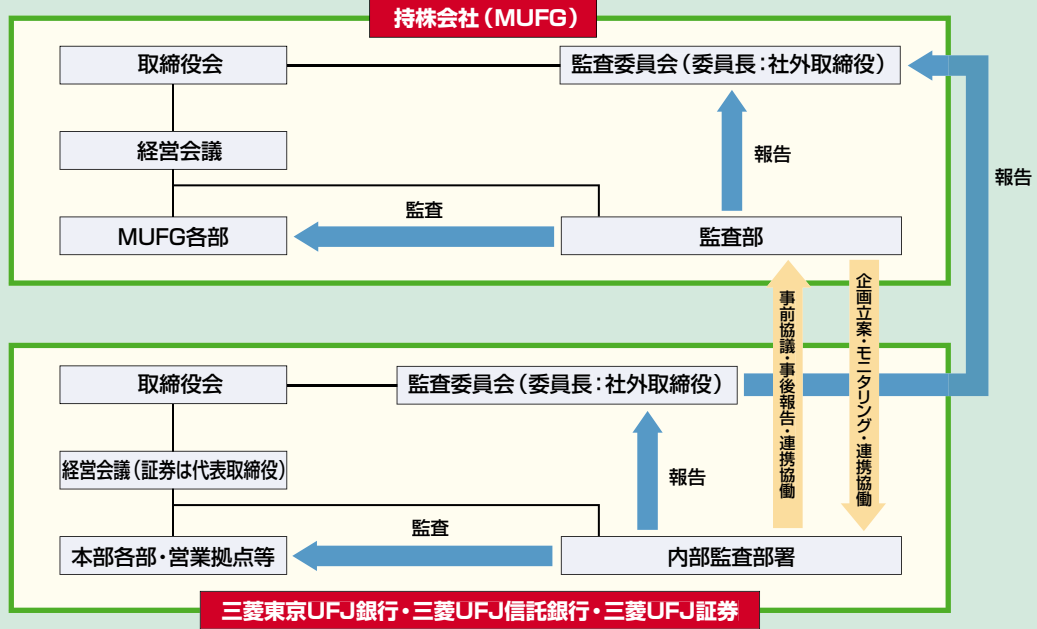 持株会社（MUFG）
取締役会
監査委員会（委員長：社外取締役）
経営会議
報告
報告
監査
MUFG各部
監査部
事前協議・事後報告・連携協働
企画立案・モニタリング・連携協働
取締役会
監査委員会（委員長：社外取締役）
経営会議（証券は代表取締役）
報告
監査
本部各部・営業拠点等
内部監査部署
三菱東京UFJ銀行・三菱UFJ信託銀行・三菱UFJ証券